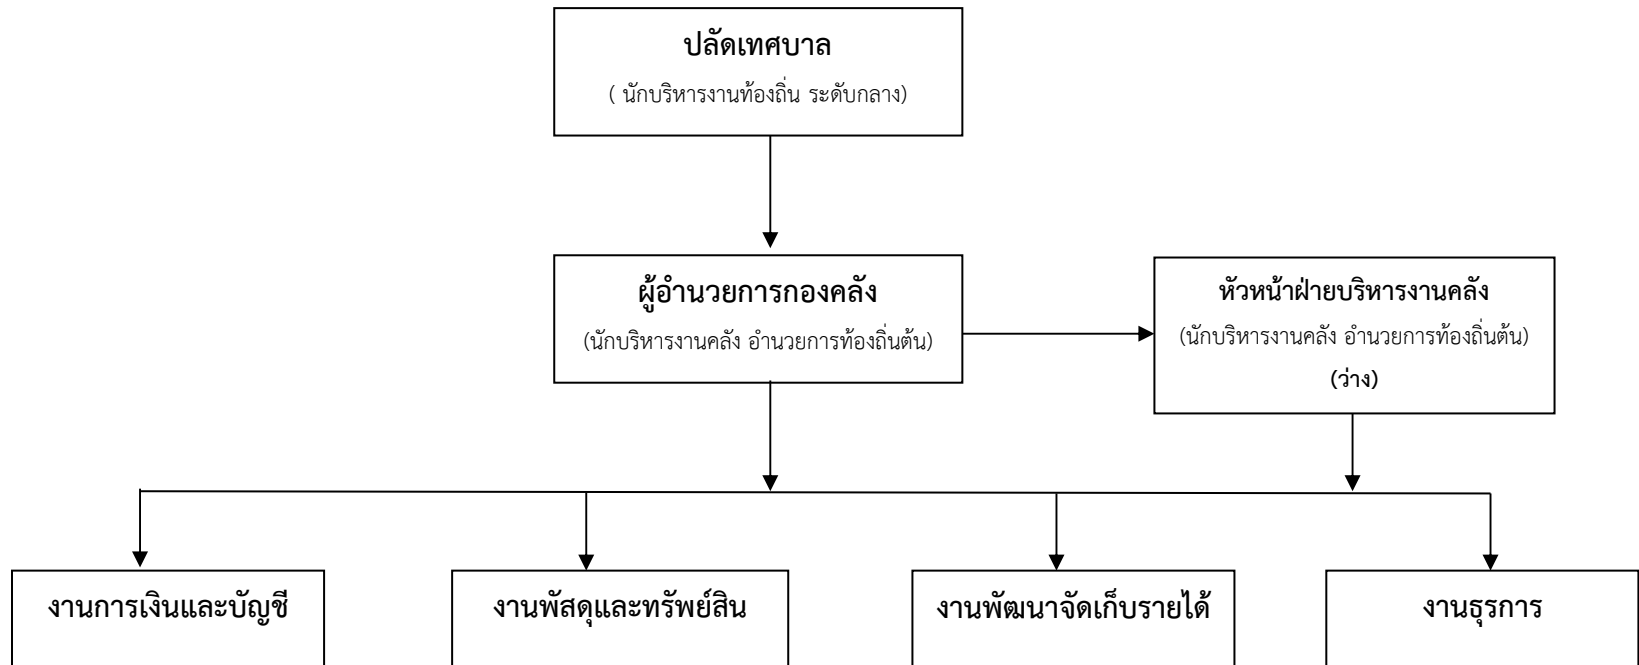 ปลัดเทศบาล
( นักบริหารงานท้องถิ่น ระดับกลาง)
ผู้อำนวยการกองคลัง
(นักบริหารงานคลัง อำนวยการท้องถิ่นต้น)
หัวหน้าฝ่ายบริหารงานคลัง
(นักบริหารงานคลัง อำนวยการท้องถิ่นต้น)
(ว่าง)
งานการเงินและบัญชี
งานพัสดุและทรัพย์สิน
งานพัฒนาจัดเก็บรายได้
งานธุรการ